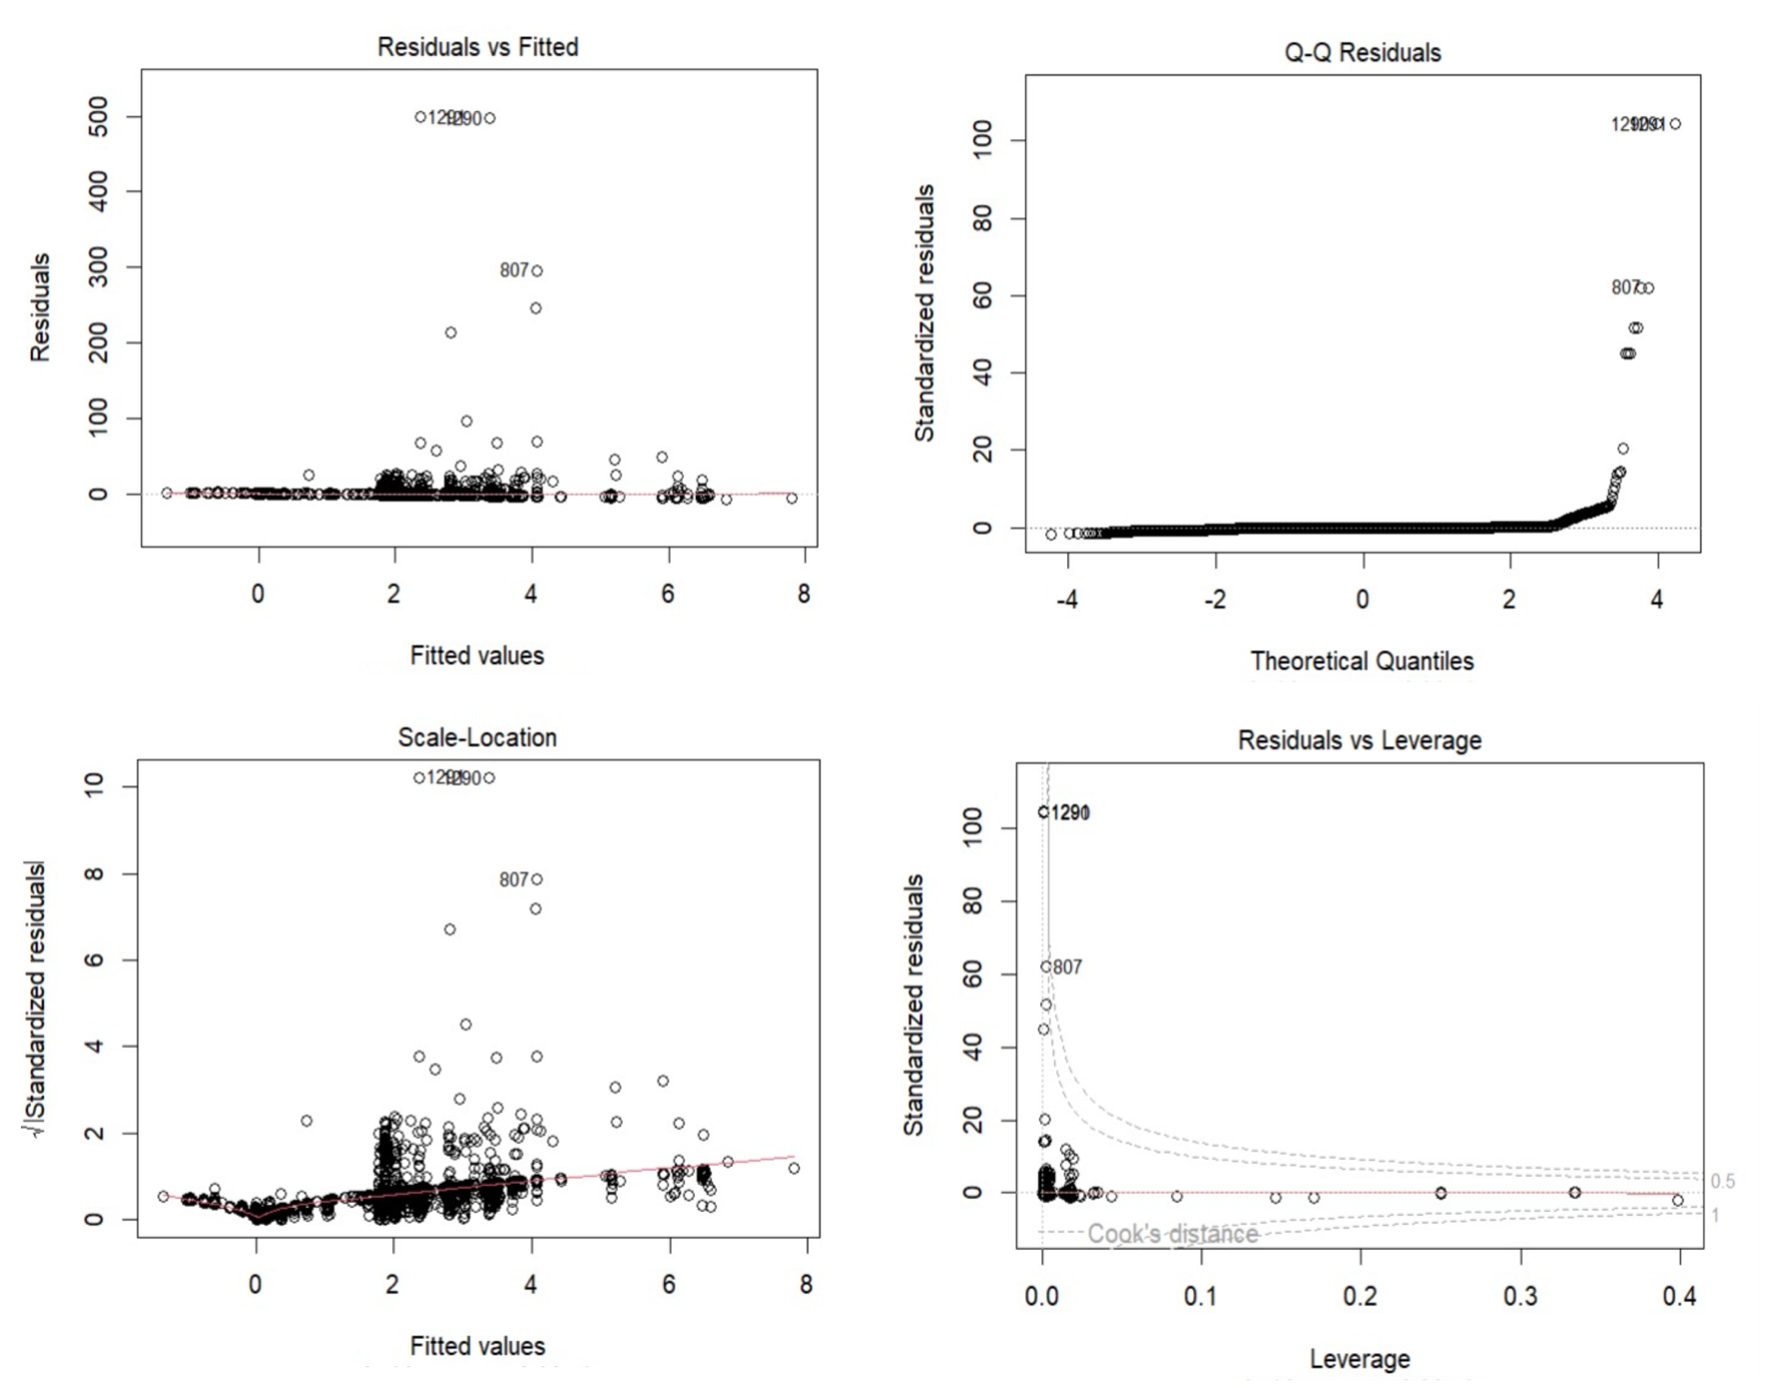 Residuals vs Fitted
500
400
300
200
100
0
Residuals
1290
807
0 2 4 6 8
Fitted values
Q-Q Residuals
100
80
60
40
20
0
Standardized residuals
807
-4 -2 0 2 4
Theoretical Quantiles
Scale-Location
10
8
6
4
2
0
√|Standardized residuals|
1290
807
0 2 4 6 8
Fitted values
Residuals vs Leverage
100
80
60
40
20
0
Standardized residuals
807
0.5
1
Cook's distance
0.0 0.1 0.2 0.3 0.4
Leverage